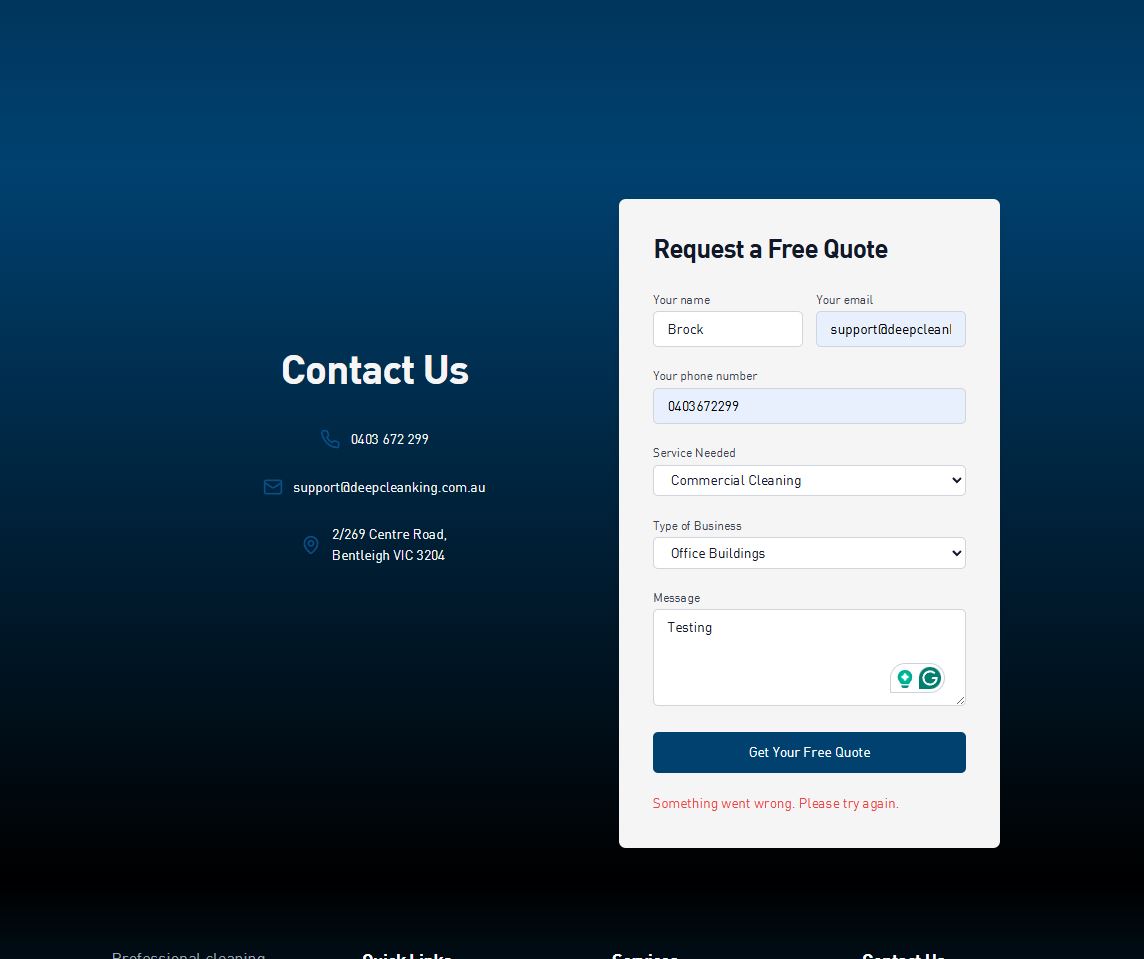 Request a Free Quote
Your name
Your email
Brock
support@deepcleanl
Your phone number
0403672299
Service Needed
Commercial Cleaning
Type of Business
Office Buildings
Message
Testing
Get Your Free Quote
Something went wrong. Please try again.
Contact Us
0403 672 299
support@deepcleanking.com.au
2/269 Centre Road,
Bentleigh VIC 3204
Professional cleaning
Quick Links
Services
Contact Us